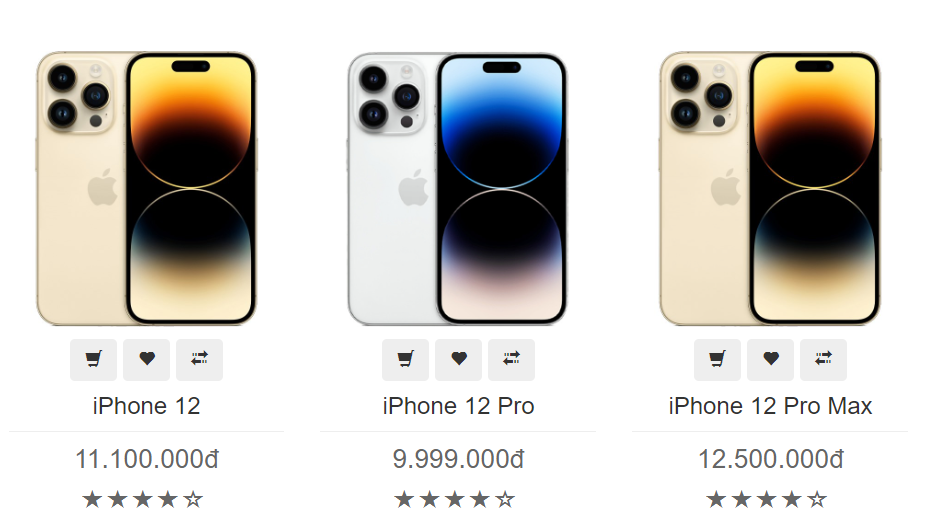 iPhone 12
11.100.000đ
iPhone 12 Pro
9.999.000đ
iPhone 12 Pro Max
12.500.000đ